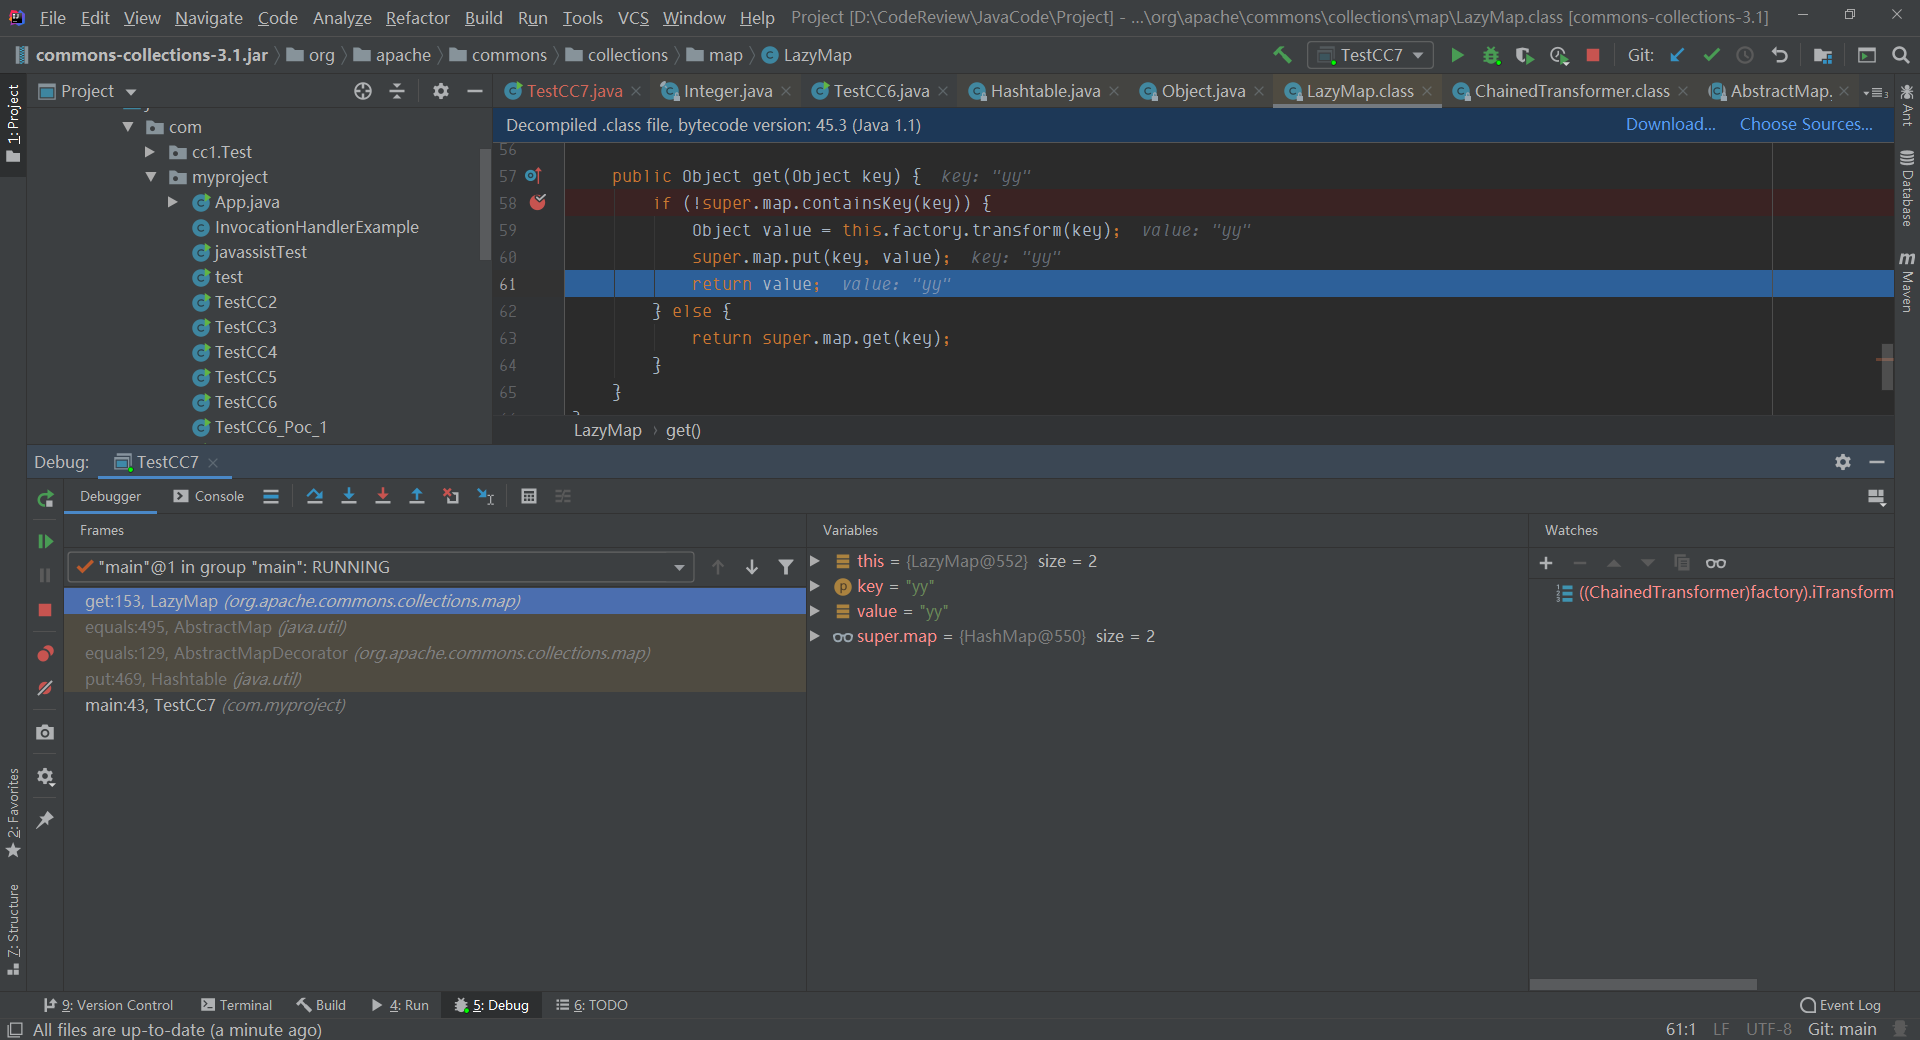 File Edit View Navigate Code Analyze Refactor Build Run Tools VCS Window Help Project [D:\CodeReview\JavaCode\Project] - ...\org\apache\commons\collections\map\LazyMap.class [commons-collections-3.1]
commons-collections-3.1.jar org apache commons collections map LazyMap TestCC7 Git:
Project
TestCC7.java Integer.java TestCC6.java Hashtable.java Object.java LazyMap.class ChainedTransformer.class AbstractMap.
1: Project
Ant
Database
Maven
com
cc1.Test
myproject
App.java
InvocationHandlerExample
javassistTest
test
TestCC2
TestCC3
TestCC4
TestCC5
TestCC6
TestCC6_Poc_1
Decompiled .class file, bytecode version: 45.3 (Java 1.1) Download... Choose Sources...
56
57 public Object get(Object key) { key: "yy"
58 if (!super.map.containsKey(key)) {
59 Object value = this.factory.transform(key); value: "yy"
60 super.map.put(key, value); key: "yy"
61 return value; value: "yy"
62 } else {
63 return super.map.get(key);
64 }
65 }
LazyMap › get()
Debug: TestCC7
Debugger Console
Frames
"main"@1 in group "main": RUNNING
get:153, LazyMap (org.apache.commons.collections.map)
equals:495, AbstractMap (java.util)
equals:129, AbstractMapDecorator (org.apache.commons.collections.map)
put:469, Hashtable (java.util)
main:43, TestCC7 (com.myproject)
Variables
this = {LazyMap@552} size = 2
key = "yy"
value = "yy"
super.map = {HashMap@550} size = 2
Watches
((ChainedTransformer)factory).iTransform
2: Favorites
7: Structure
9: Version Control Terminal Build 4: Run 5: Debug 6: TODO Event Log
All files are up-to-date (a minute ago) 61:1 LF UTF-8 Git: main